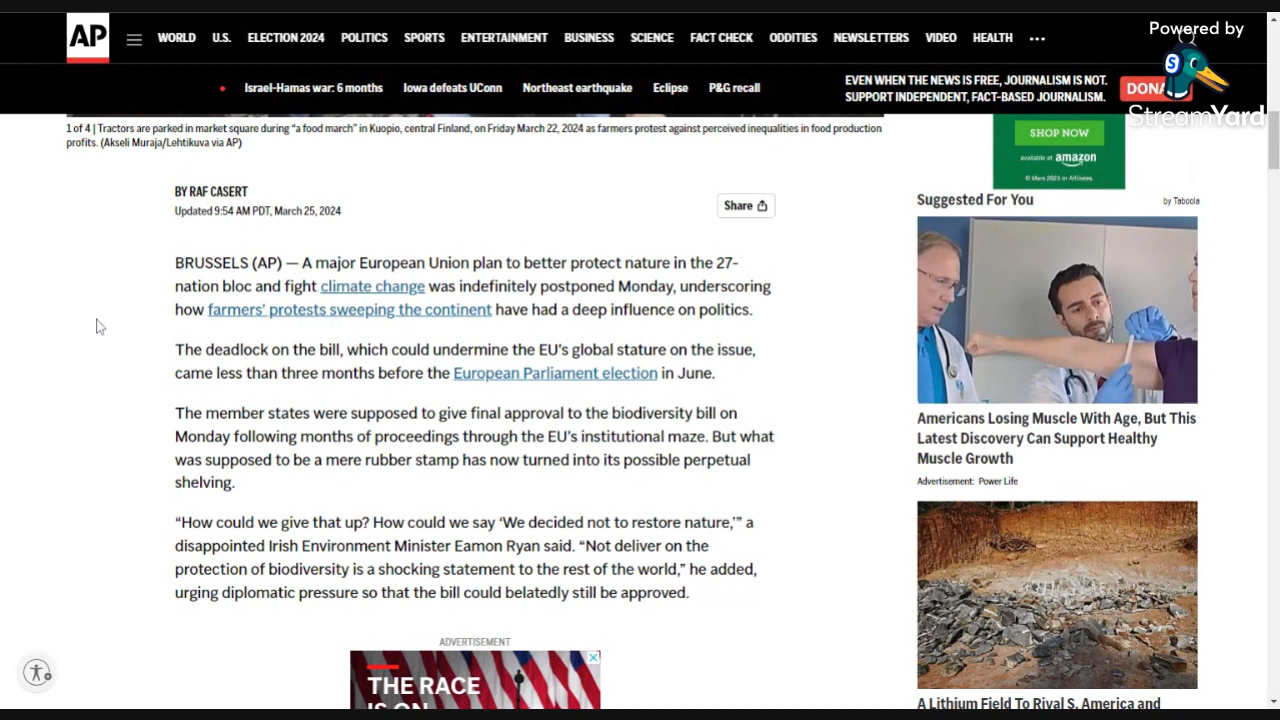 Powered by
StreamYard
AP
WORLD U.S. ELECTION 2024 POLITICS SPORTS ENTERTAINMENT BUSINESS SCIENCE FACT CHECK ODDITIES NEWSLETTERS VIDEO HEALTH
Israel-Hamas war: 6 months Iowa defeats UConn Northeast earthquake Eclipse P&G recall
EVEN WHEN THE NEWS IS FREE, JOURNALISM IS NOT.
SUPPORT INDEPENDENT, FACT-BASED JOURNALISM.
1 of 4 | Tractors are parked in market square during “a food march” in Kuopio, central Finland, on Friday March 22, 2024 as farmers protest against perceived inequalities in food production
profits. (Akseli Muraja/Lehtikuva via AP)
BY RAF CASERT
Updated 9:54 AM PDT, March 25, 2024
Share
BRUSSELS (AP) — A major European Union plan to better protect nature in the 27-
nation bloc and fight climate change was indefinitely postponed Monday, underscoring
how farmers’ protests sweeping the continent have had a deep influence on politics.
The deadlock on the bill, which could undermine the EU’s global stature on the issue,
came less than three months before the European Parliament election in June.
The member states were supposed to give final approval to the biodiversity bill on
Monday following months of proceedings through the EU’s institutional maze. But what
was supposed to be a mere rubber stamp has now turned into its possible perpetual
shelving.
“How could we give that up? How could we say ‘We decided not to restore nature,’” a
disappointed Irish Environment Minister Eamon Ryan said. “Not deliver on the
protection of biodiversity is a shocking statement to the rest of the world,” he added,
urging diplomatic pressure so that the bill could belatedly still be approved.
ADVERTISEMENT
THE RACE
IS ON
SHOP NOW
available at amazon
Suggested For You
by Taboola
Americans Losing Muscle With Age, But This
Latest Discovery Can Support Healthy
Muscle Growth
Advertisement: Power Life
A Lithium Field To Rival S. America and